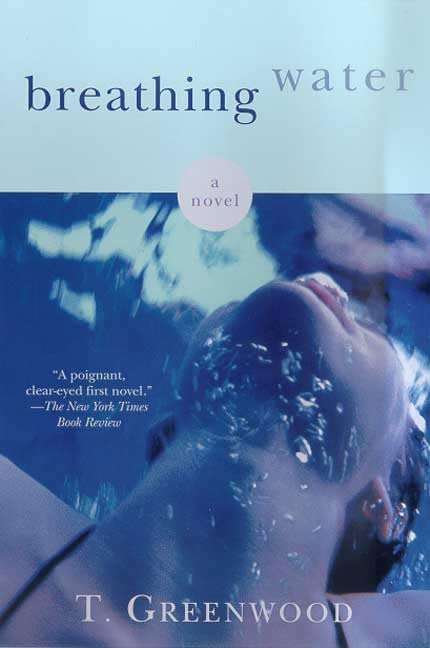 breathing water
a
novel
“A poignant,
clear-eyed first novel.”
—The New York Times
Book Review
T. Greenwood